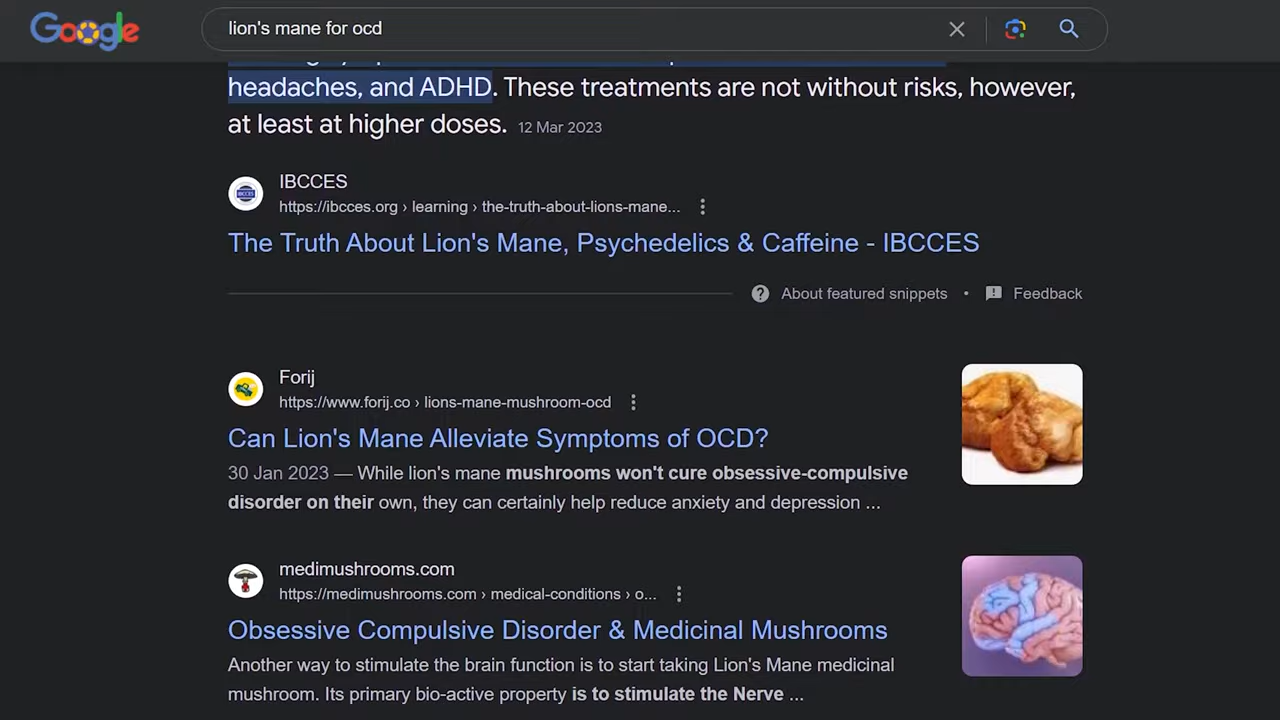 Google
lion's mane for ocd
headaches, and ADHD. These treatments are not without risks, however,
at least at higher doses. 12 Mar 2023
IBCCES
https://ibcces.org › learning › the-truth-about-lions-mane...
The Truth About Lion's Mane, Psychedelics & Caffeine - IBCCES
About featured snippets • Feedback
Forij
https://www.forij.co › lions-mane-mushroom-ocd
Can Lion's Mane Alleviate Symptoms of OCD?
30 Jan 2023 — While lion's mane mushrooms won't cure obsessive-compulsive
disorder on their own, they can certainly help reduce anxiety and depression ...
medimushrooms.com
https://medimushrooms.com › medical-conditions › o...
Obsessive Compulsive Disorder & Medicinal Mushrooms
Another way to stimulate the brain function is to start taking Lion's Mane medicinal
mushroom. Its primary bio-active property is to stimulate the Nerve ...